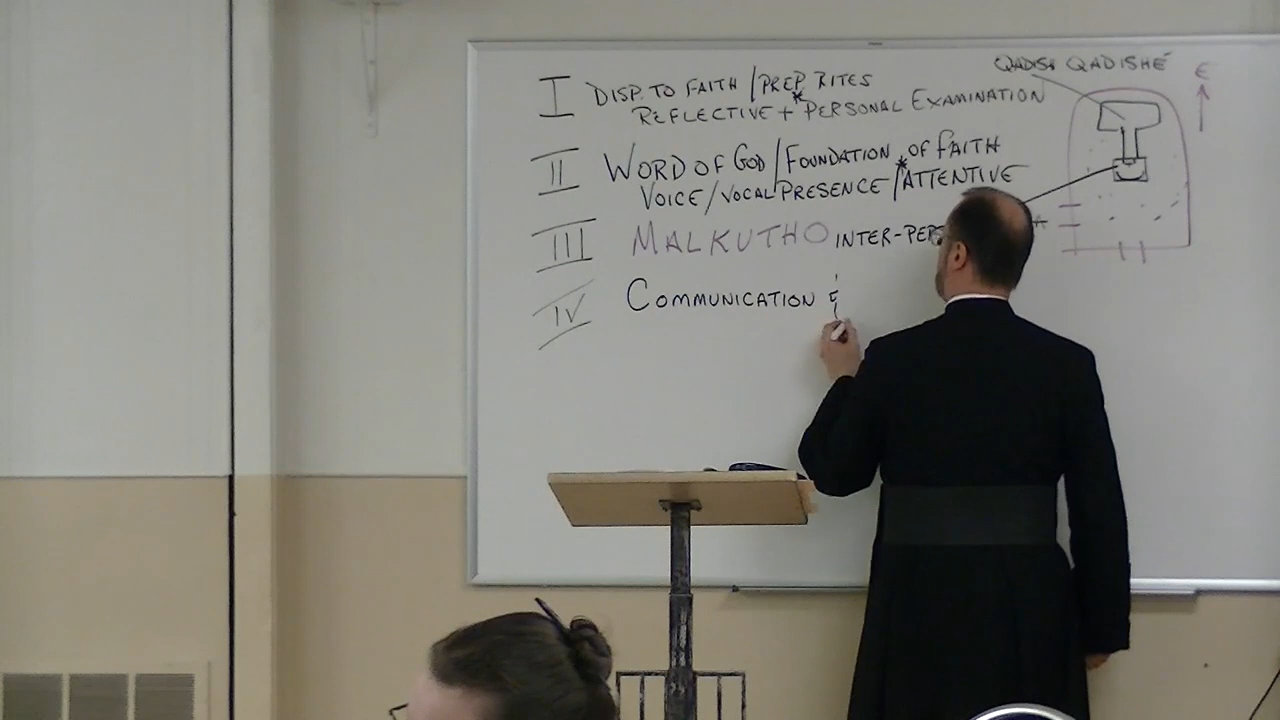 I DISP. TO FAITH / PREP RITES
REFLECTIVE + * PERSONAL EXAMINATION
II WORD OF GOD / FOUNDATION OF FAITH
VOICE / VOCAL PRESENCE / * ATTENTIVE
III MALKUTHO INTER-PERS
IV COMMUNICATION &
QADISH QADISHÉ
E